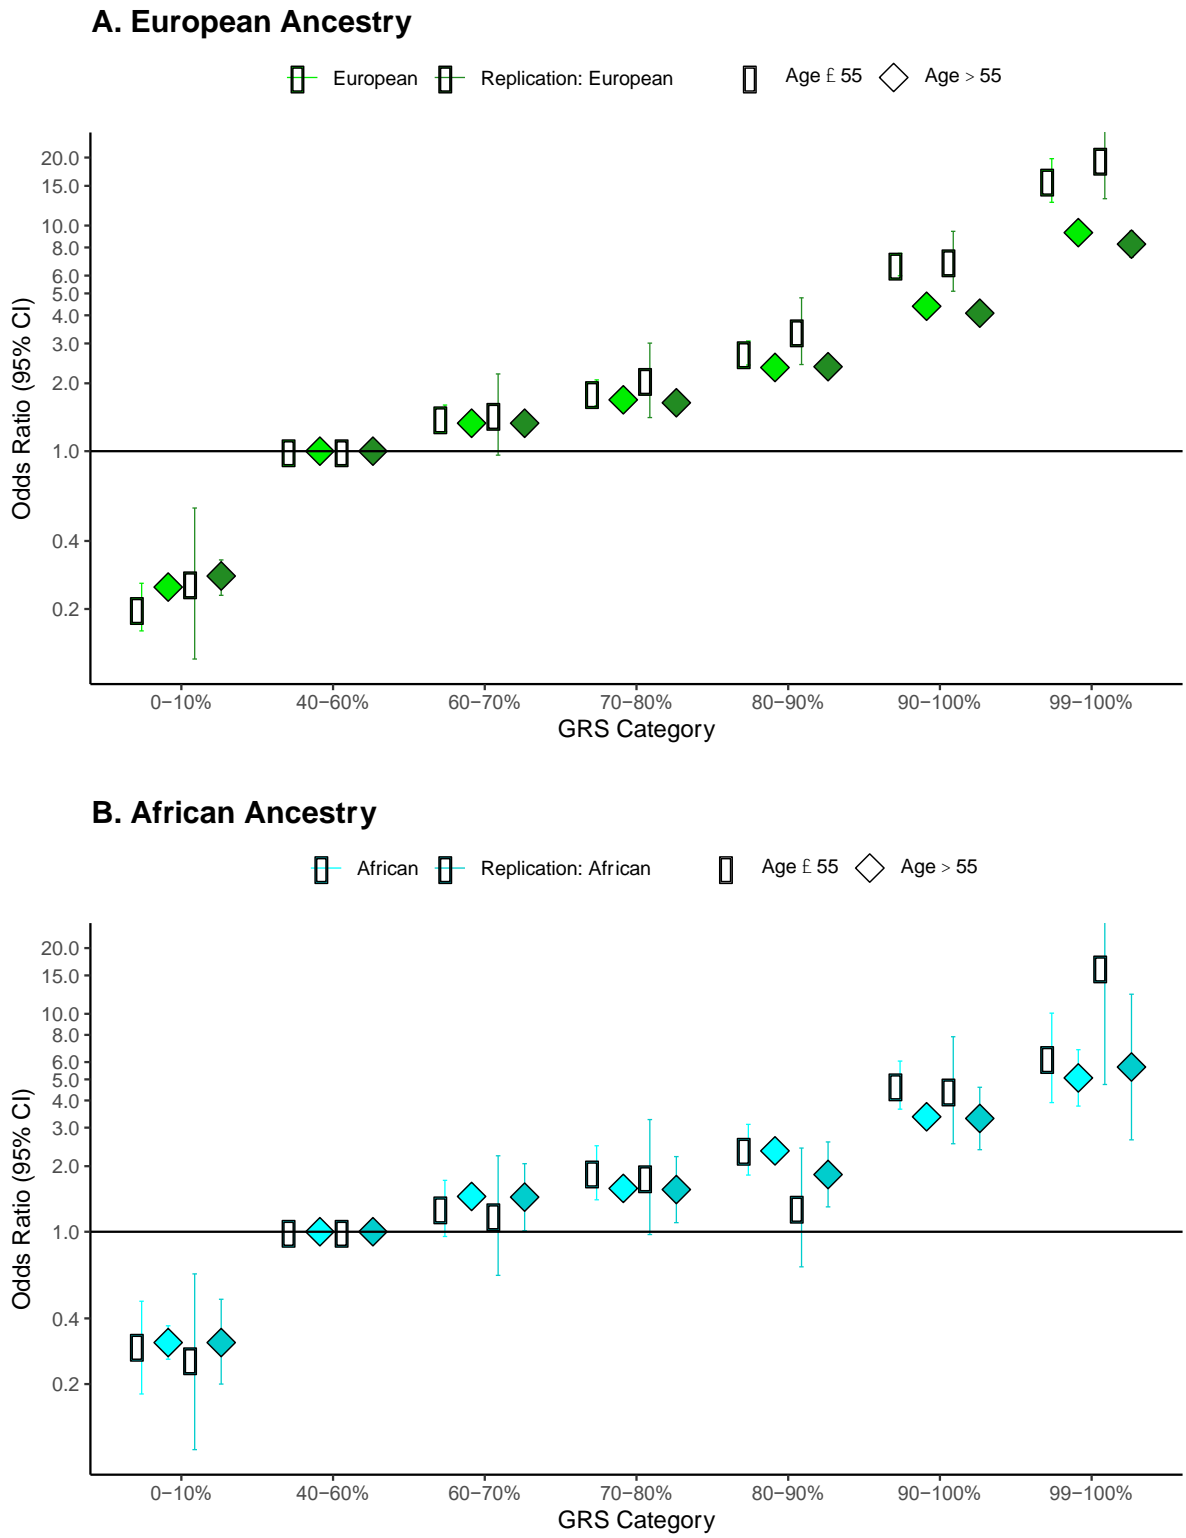 A. European Ancestry
European Replication: European Age £ 55 Age > 55
20.0
15.0
10.0
8.0
6.0
5.0
4.0
3.0
2.0
1.0
0.4
0.2
Odds Ratio (95% CI)
0−10% 40−60% 60−70% 70−80% 80−90% 90−100% 99−100%
GRS Category
B. African Ancestry
African Replication: African Age £ 55 Age > 55
20.0
15.0
10.0
8.0
6.0
5.0
4.0
3.0
2.0
1.0
0.4
0.2
Odds Ratio (95% CI)
0−10% 40−60% 60−70% 70−80% 80−90% 90−100% 99−100%
GRS Category